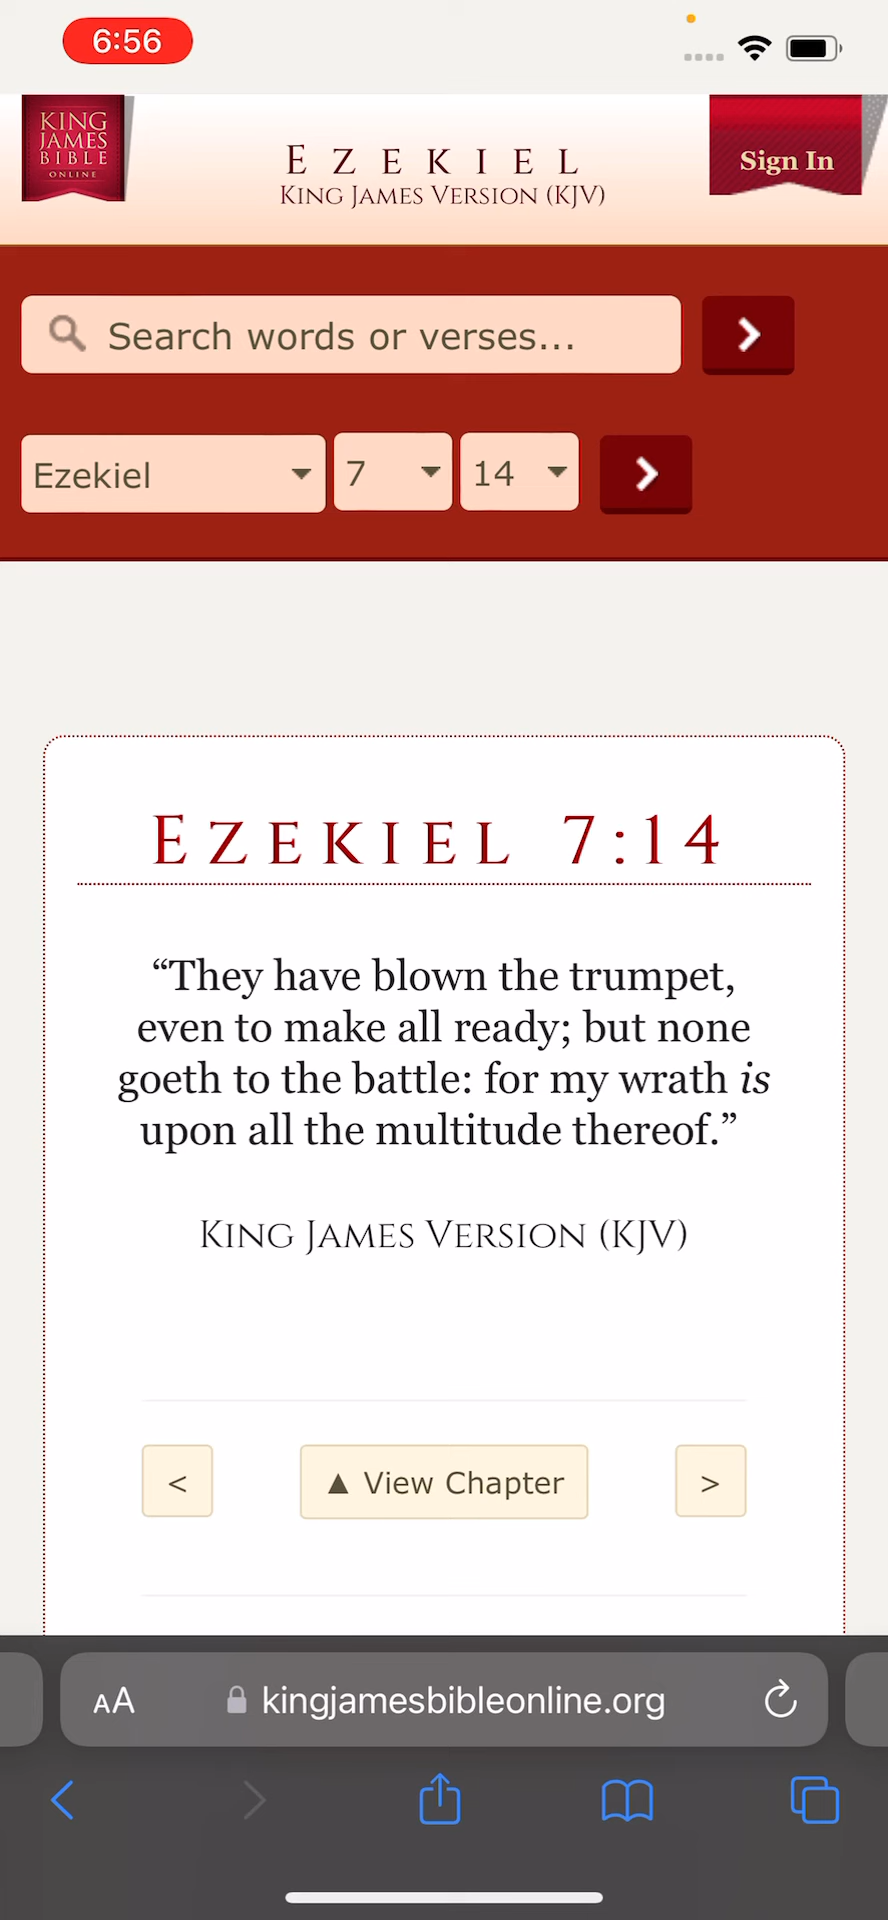 6:56
KING
JAMES
BIBLE
ONLINE
EZEKIEL
KING JAMES VERSION (KJV)
Sign In
Search words or verses...
Ezekiel 7 14
EZEKIEL 7:14
“They have blown the trumpet,
even to make all ready; but none
goeth to the battle: for my wrath is
upon all the multitude thereof.”
KING JAMES VERSION (KJV)
< ▲ View Chapter >
AA kingjamesbibleonline.org